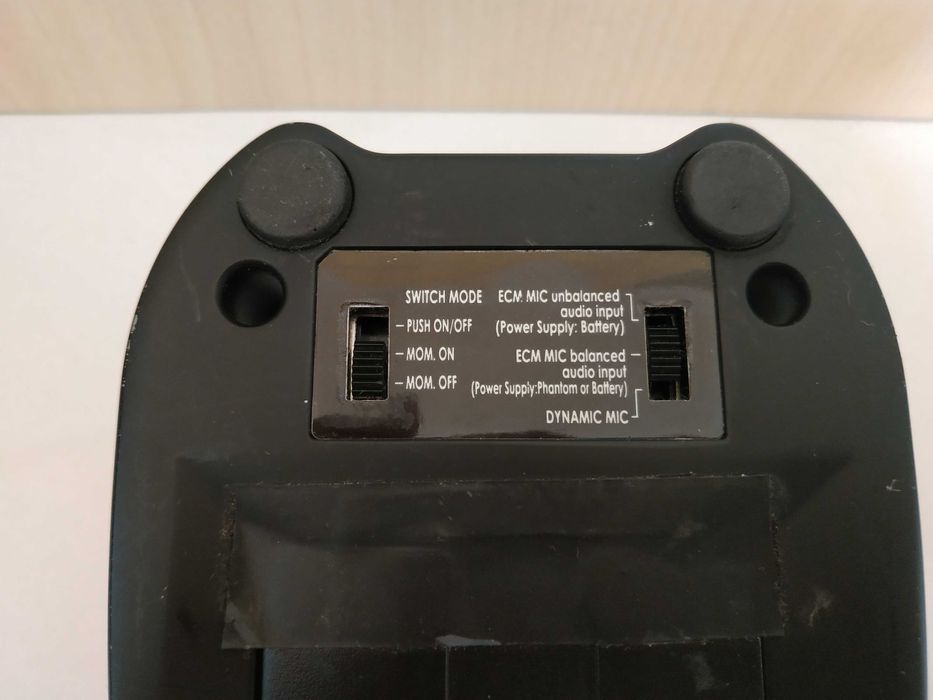 SWITCH MODE
PUSH ON/OFF
MOM. ON
MOM. OFF
ECM MIC unbalanced
audio input
(Power Supply: Battery)
ECM MIC balanced
audio input
(Power Supply:Phantom or Battery)
DYNAMIC MIC